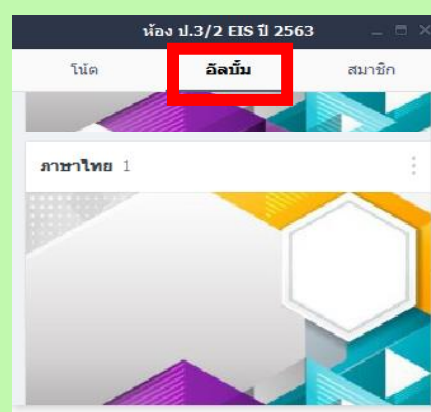 ห้อง ป.3/2 EIS ปี 2563
โน้ต อัลบั้ม สมาชิก
ภาษาไทย 1